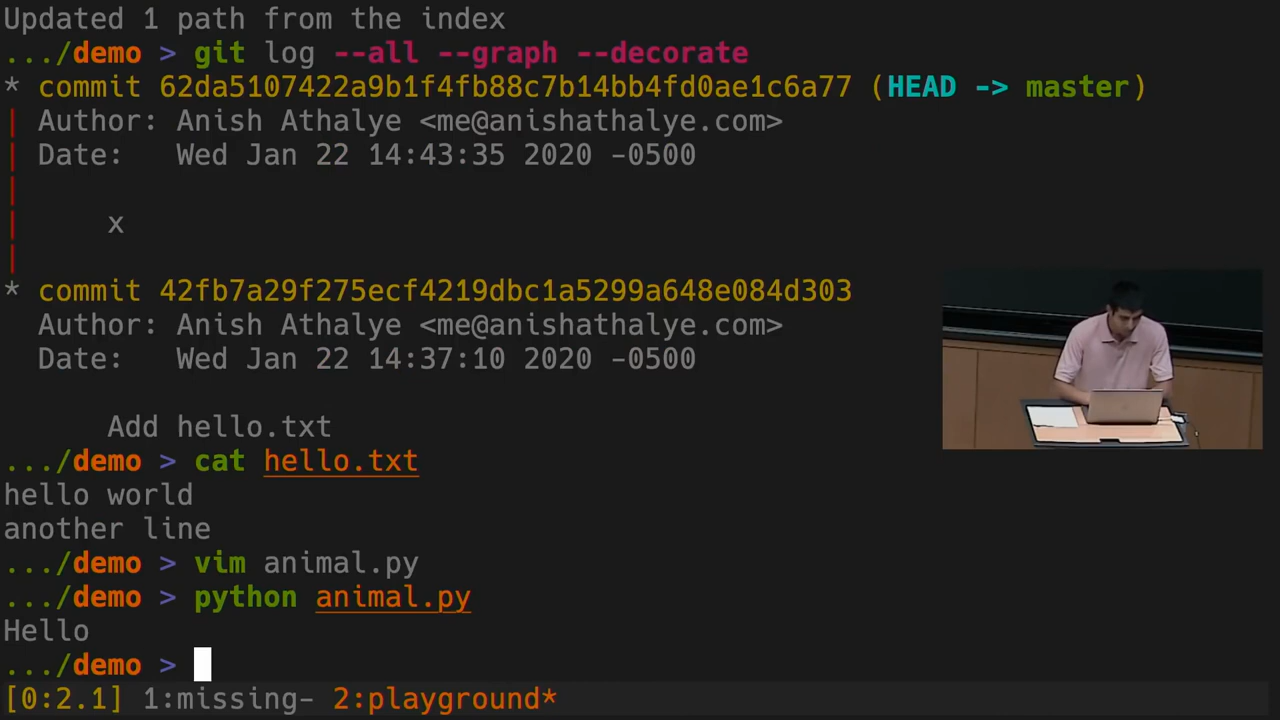 Updated 1 path from the index
.../demo > git log --all --graph --decorate
* commit 62da5107422a9b1f4fb88c7b14bb4fd0ae1c6a77 (HEAD -> master)
| Author: Anish Athalye <me@anishathalye.com>
| Date:   Wed Jan 22 14:43:35 2020 -0500
|
|     x
|
* commit 42fb7a29f275ecf4219dbc1a5299a648e084d303
  Author: Anish Athalye <me@anishathalye.com>
  Date:   Wed Jan 22 14:37:10 2020 -0500
      Add hello.txt
.../demo > cat hello.txt
hello world
another line
.../demo > vim animal.py
.../demo > python animal.py
Hello
.../demo >
[0:2.1] 1:missing- 2:playground*